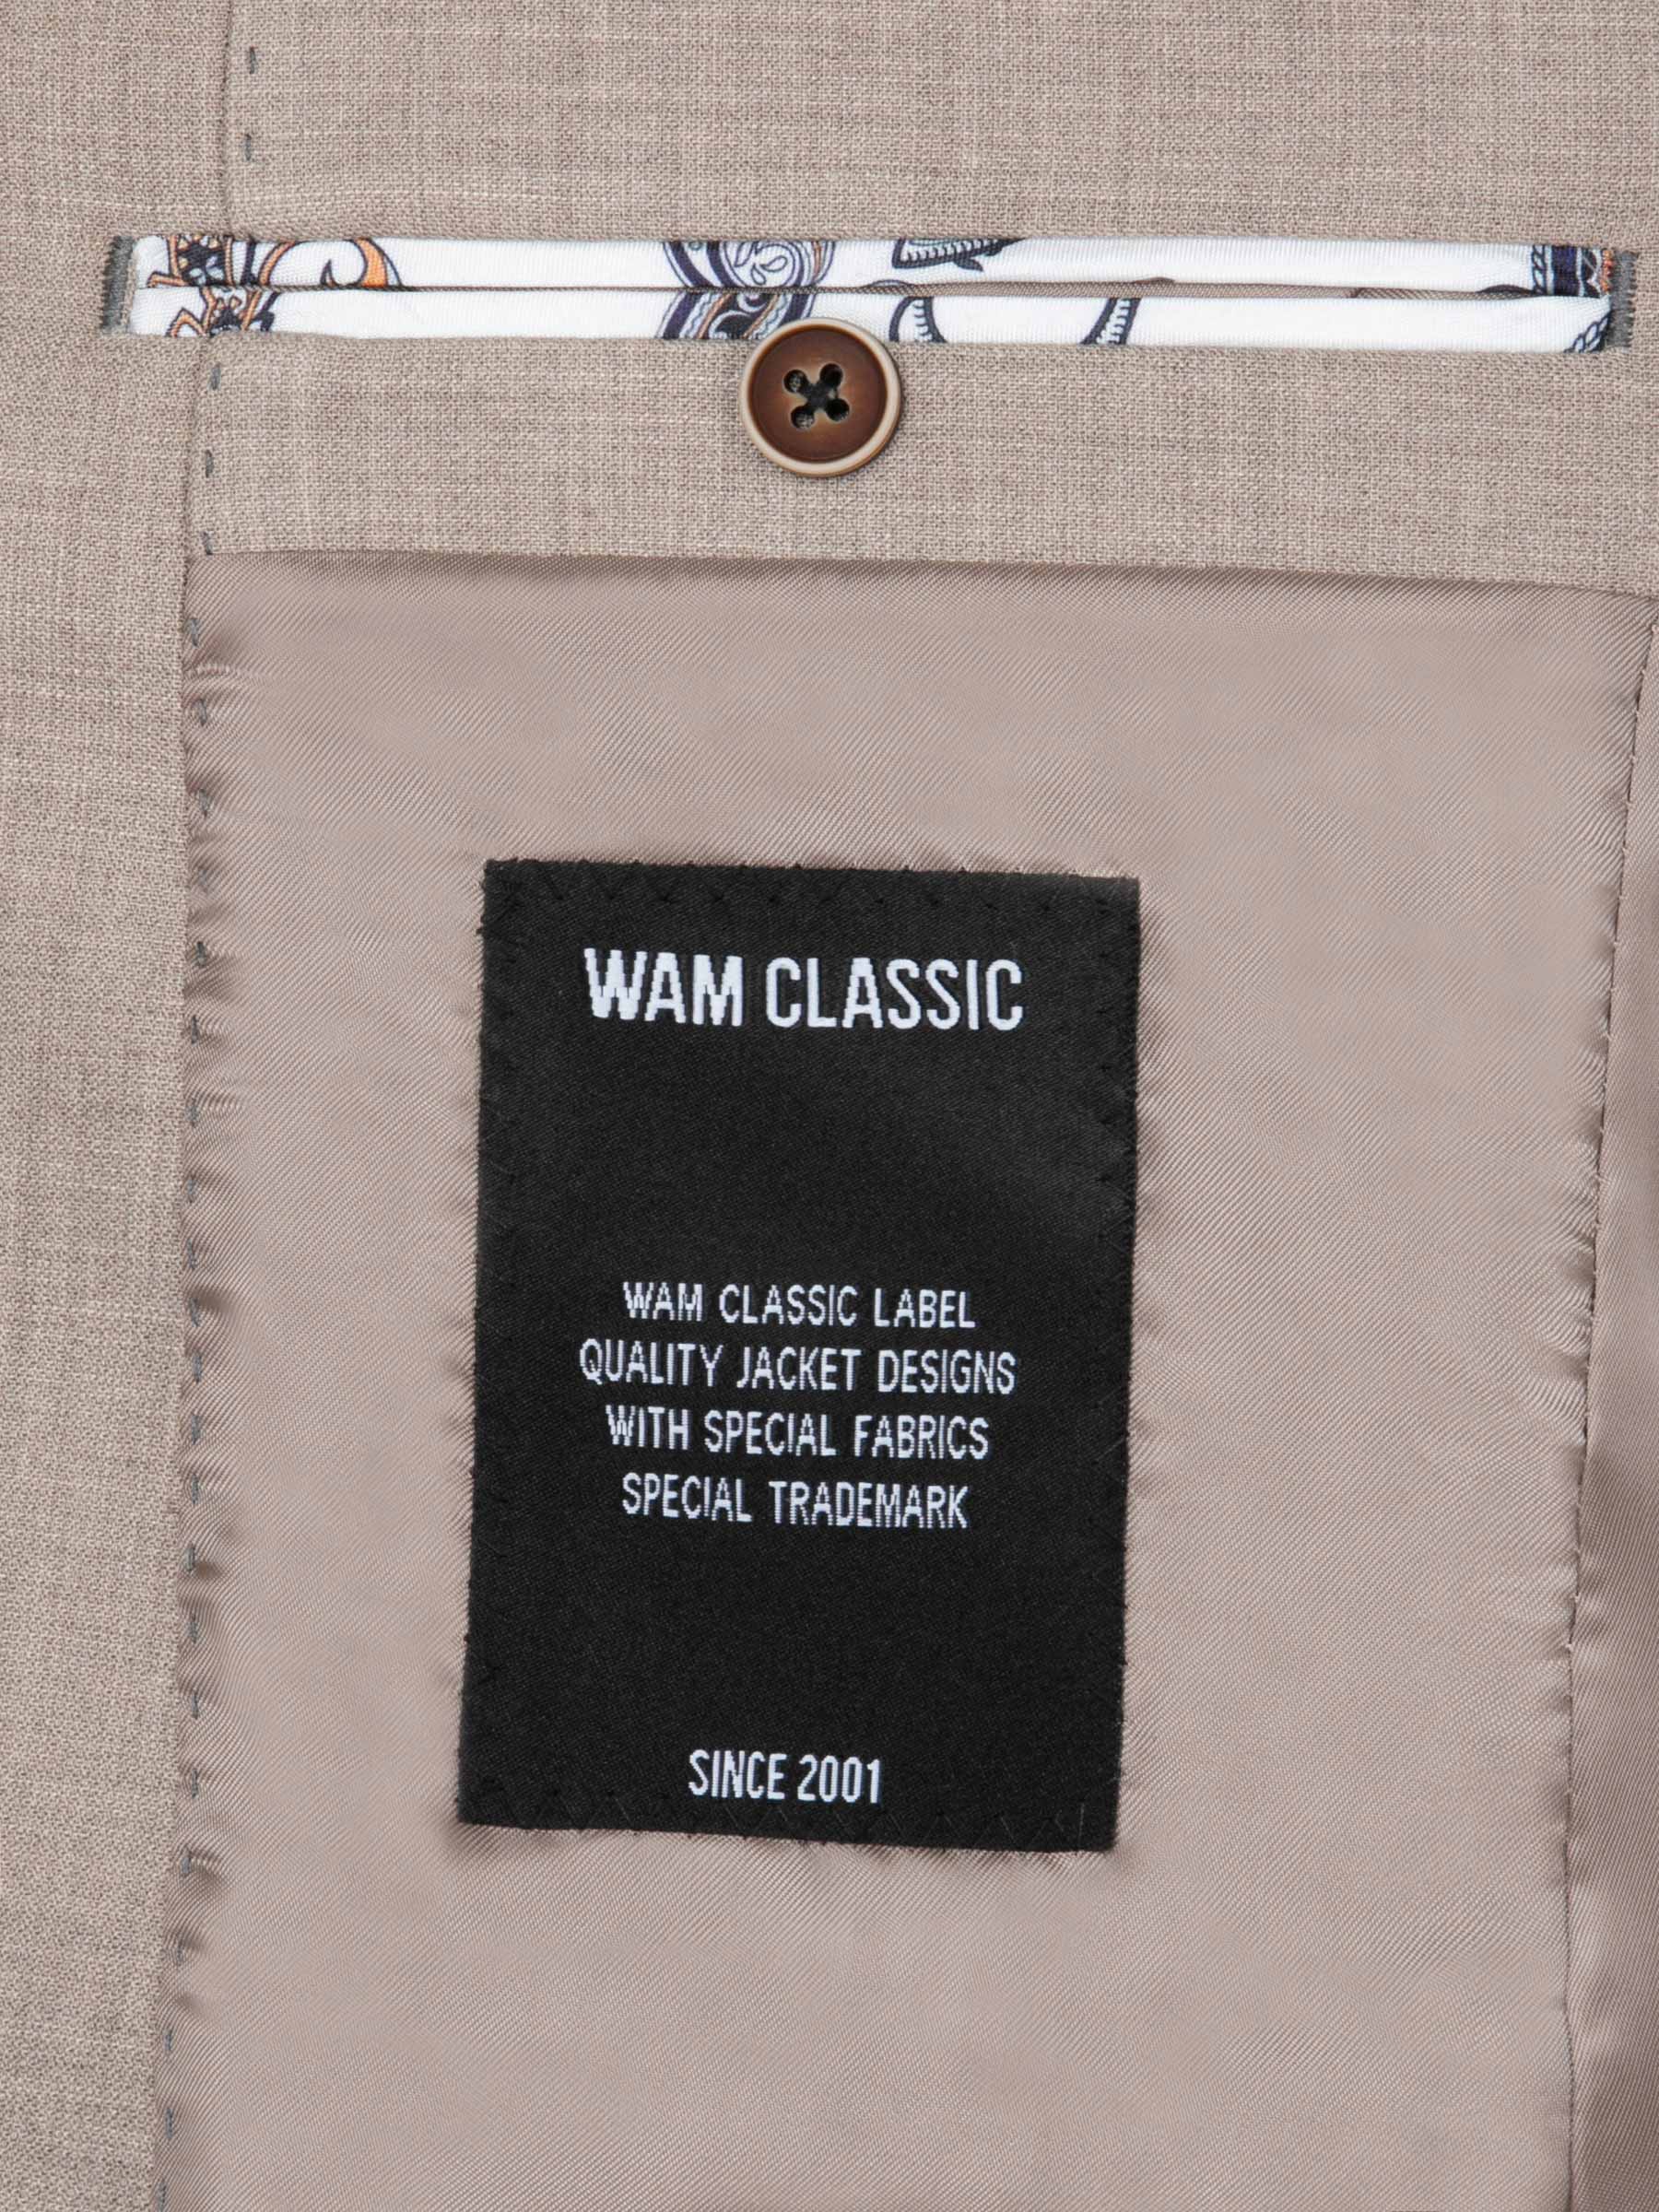 WAM CLASSIC
WAM CLASSIC LABEL
QUALITY JACKET DESIGNS
WITH SPECIAL FABRICS
SPECIAL TRADEMARK
SINCE 2001